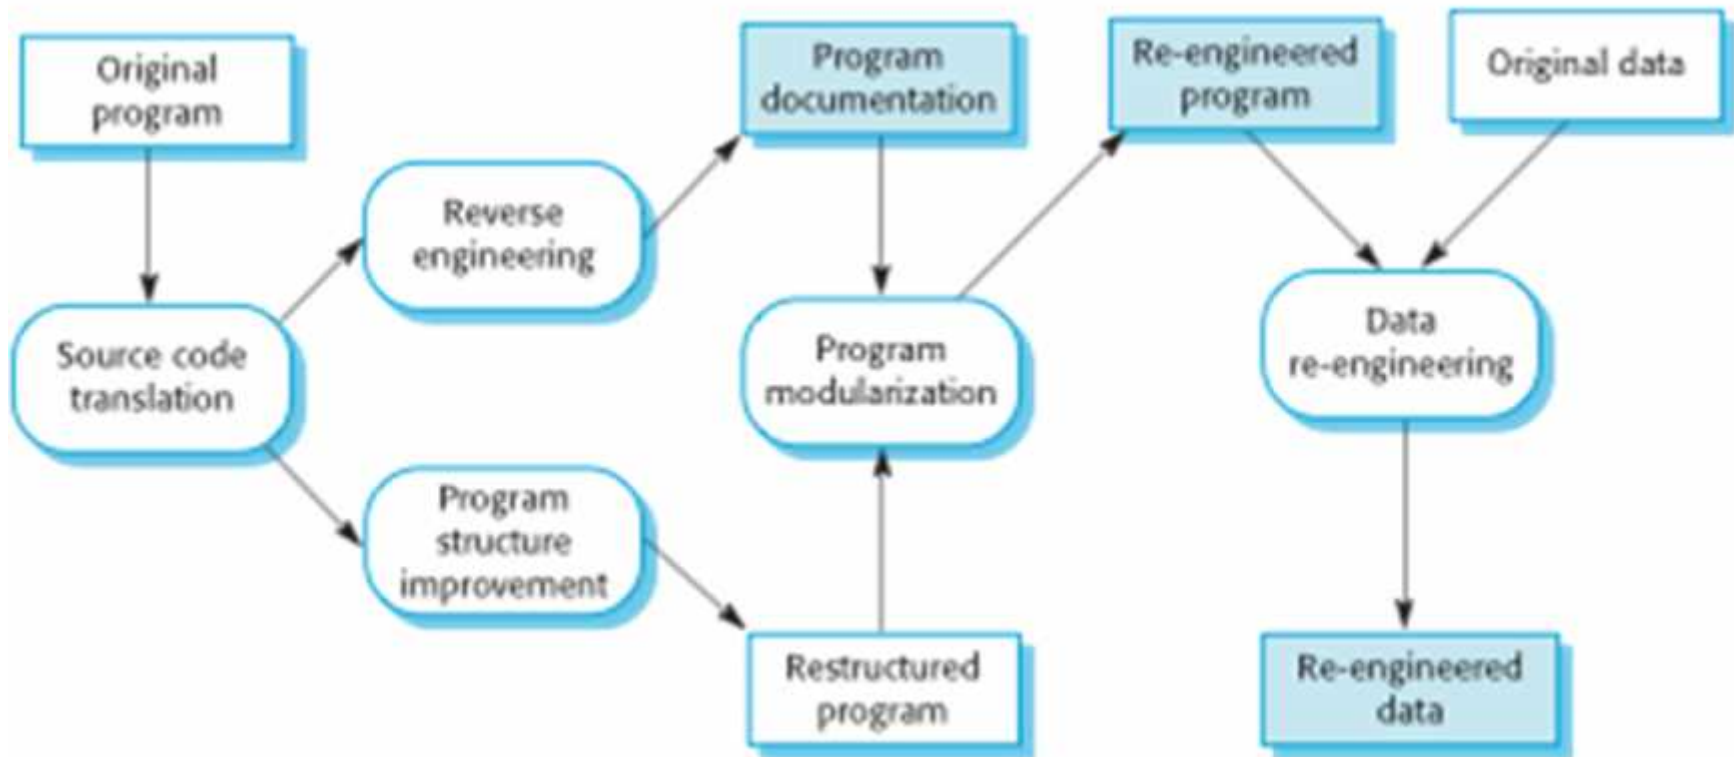 Original
program
Program
documentation
Re-engineered
program
Original data
Reverse
engineering
Source code
translation
Program
modularization
Data
re-engineering
Program
structure
improvement
Restructured
program
Re-engineered
data